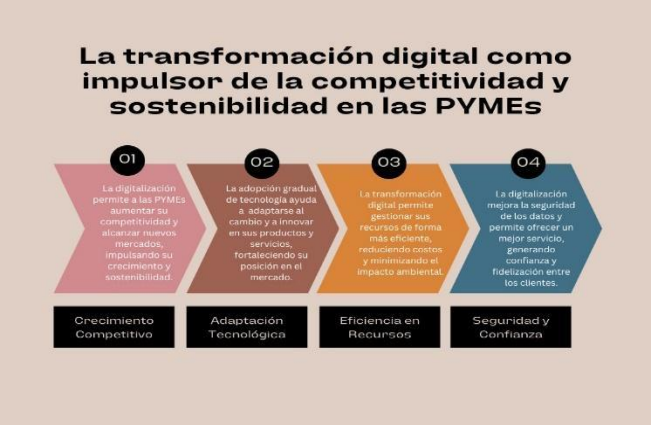 La transformación digital como
impulsor de la competitividad y
sostenibilidad en las PYMEs
01
La digitalización
permite a las PYMEs
aumentar su
competitividad y
alcanzar nuevos
mercados,
impulsando su
crecimiento y
sostenibilidad.
Crecimiento
Competitivo
02
La adopción gradual
de tecnología ayuda
a adaptarse al
cambio y a innovar
en sus productos y
servicios,
fortaleciendo su
posición en el
mercado.
Adaptación
Tecnológica
03
La transformación
digital permite
gestionar sus
recursos de forma
más eficiente,
reduciendo costos
y minimizando el
impacto ambiental.
Eficiencia en
Recursos
04
La digitalización
mejora la seguridad
de los datos y
permite ofrecer un
mejor servicio,
generando
confianza y
fidelización entre
los clientes.
Seguridad y
Confianza